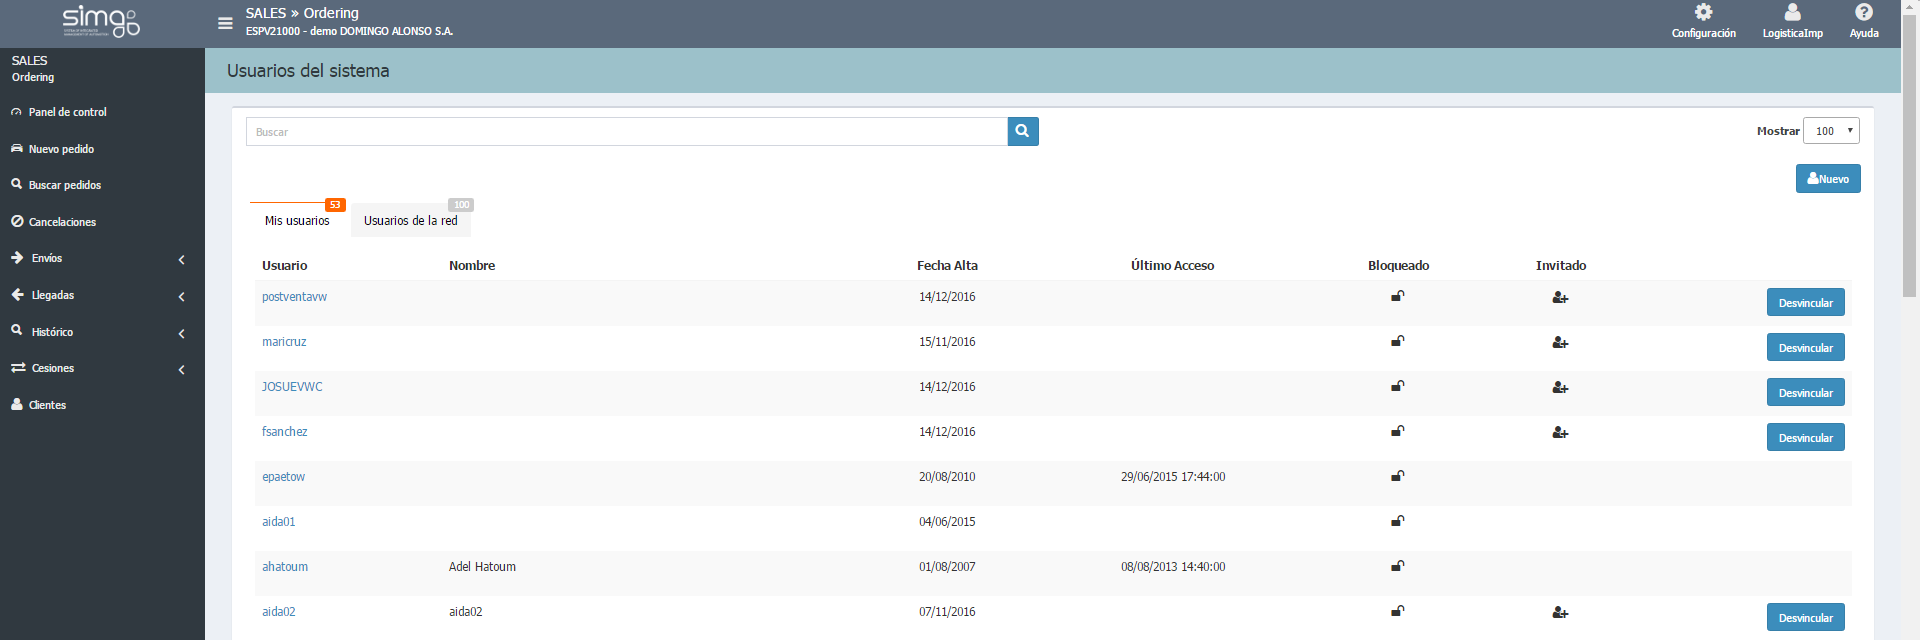 simgo
SALES » Ordering
ESPV21000 - demo DOMINGO ALONSO S.A.
Configuración
LogisticaImp
Ayuda
SALES
Ordering
Panel de control
Nuevo pedido
Buscar pedidos
Cancelaciones
Envíos
Llegadas
Histórico
Cesiones
Clientes
Usuarios del sistema
Buscar
Mostrar 100
Nuevo
Mis usuarios 53
Usuarios de la red 100
Usuario Nombre Fecha Alta Último Acceso Bloqueado Invitado
postventavw 14/12/2016 Desvincular
maricruz 15/11/2016 Desvincular
JOSUEVWC 14/12/2016 Desvincular
fsanchez 14/12/2016 Desvincular
epaetow 20/08/2010 29/06/2015 17:44:00
aida01 04/06/2015
ahatoum Adel Hatoum 01/08/2007 08/08/2013 14:40:00
aida02 aida02 07/11/2016 Desvincular